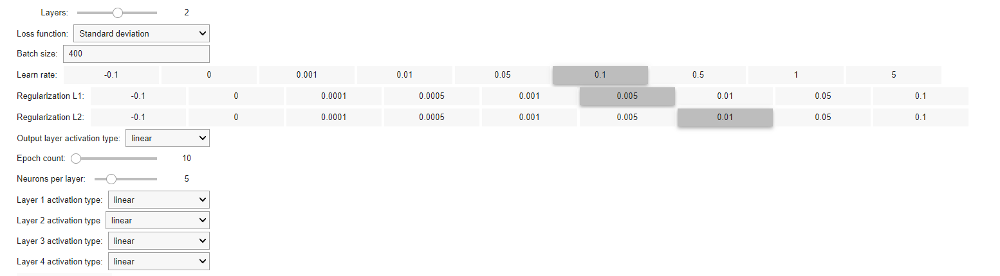 Layers: 2
Loss function: Standard deviation
Batch size: 400
Learn rate: -0.1 0 0.001 0.01 0.05 0.1 0.5 1 5
Regularization L1: -0.1 0 0.0001 0.0005 0.001 0.005 0.01 0.05 0.1
Regularization L2: -0.1 0 0.0001 0.0005 0.001 0.005 0.01 0.05 0.1
Output layer activation type: linear
Epoch count: 10
Neurons per layer: 5
Layer 1 activation type: linear
Layer 2 activation type linear
Layer 3 activation type: linear
Layer 4 activation type: linear